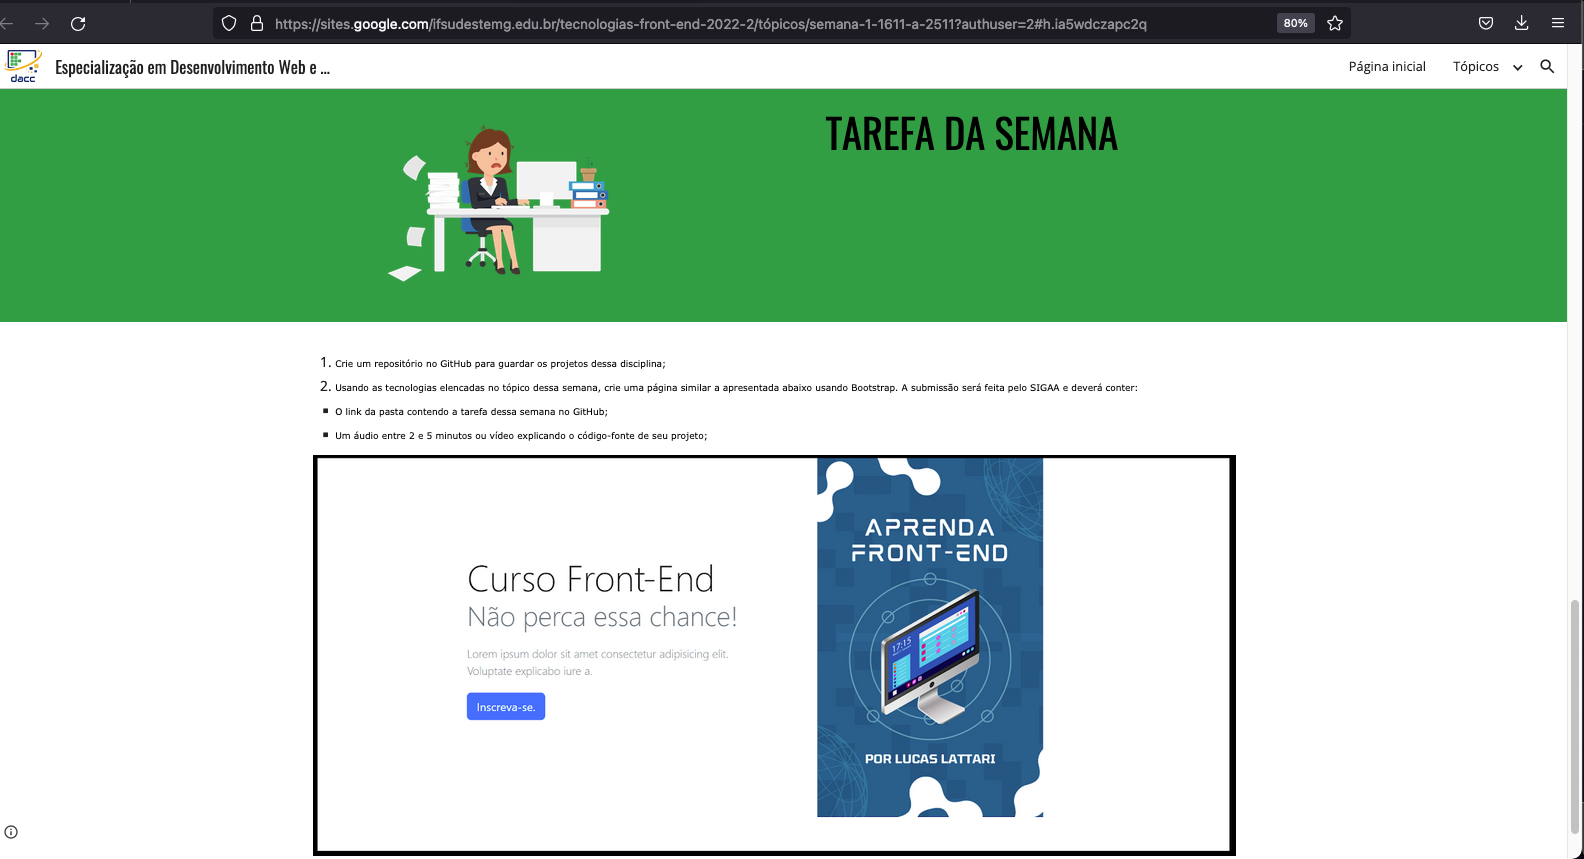 https://sites.google.com/ifsudestemg.edu.br/tecnologias-front-end-2022-2/tópicos/semana-1-1611-a-2511?authuser=2#h.ia5wdczapc2q
80%
dacc
Especialização em Desenvolvimento Web e ...
Página inicial
Tópicos
TAREFA DA SEMANA
1. Crie um repositório no GitHub para guardar os projetos dessa disciplina;
2. Usando as tecnologias elencadas no tópico dessa semana, crie uma página similar a apresentada abaixo usando Bootstrap. A submissão será feita pelo SIGAA e deverá conter:
▪ O link da pasta contendo a tarefa dessa semana no GitHub;
▪ Um áudio entre 2 e 5 minutos ou vídeo explicando o código-fonte de seu projeto;
Curso Front-End
Não perca essa chance!
Lorem ipsum dolor sit amet consectetur adipisicing elit.
Voluptate explicabo iure a.
Inscreva-se.
APRENDA
FRONT-END
17:15
POR LUCAS LATTARI